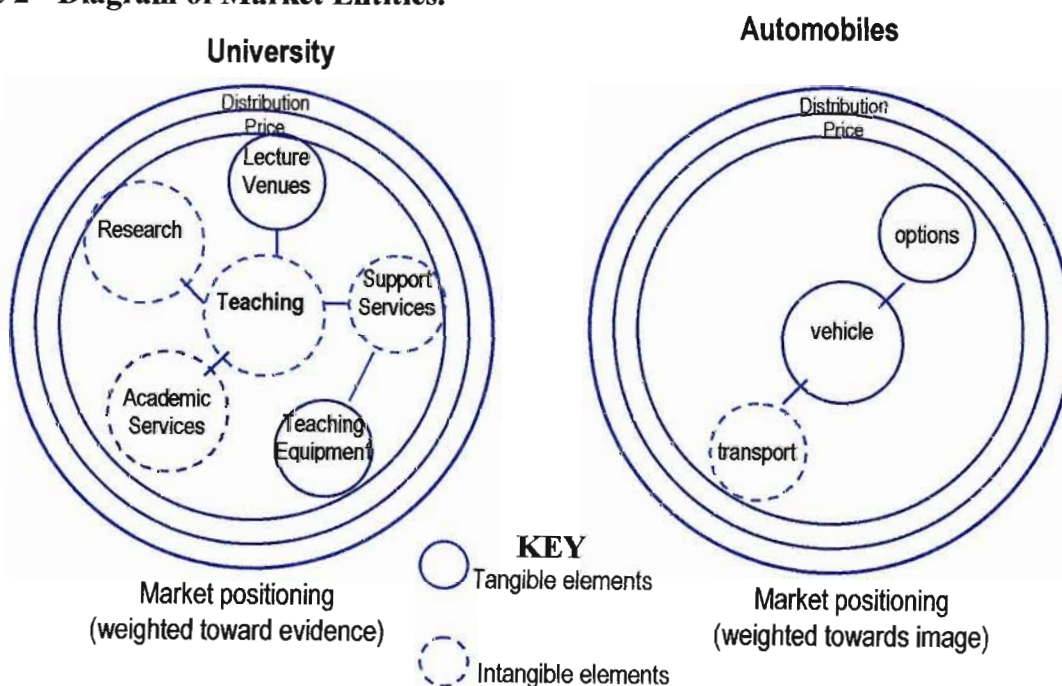 2 Diagram of Market Entities.
University
Automobiles
Distribution
Price
Lecture
Venues
Research
Teaching
Support
Services
Academic
Services
Teaching
Equipment
Distribution
Price
options
vehicle
transport
KEY
Tangible elements
Intangible elements
Market positioning
(weighted toward evidence)
Market positioning
(weighted towards image)